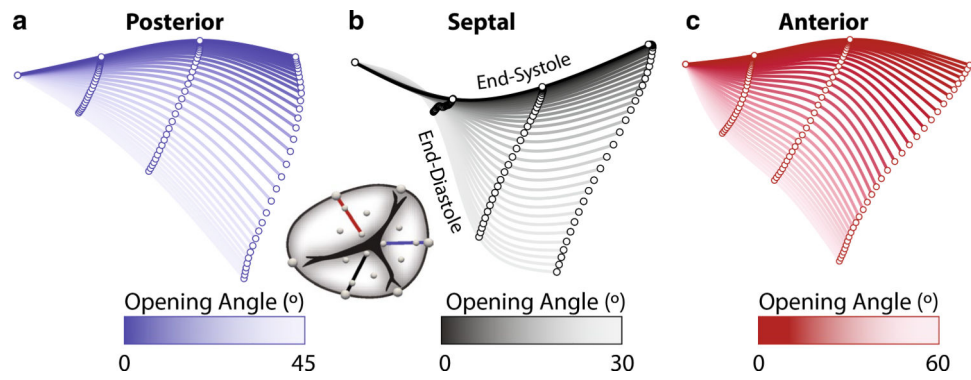 a Posterior
b Septal
c Anterior
End-Systole
End-Diastole
Opening Angle (º)
0 45
Opening Angle (º)
0 30
Opening Angle (º)
0 60